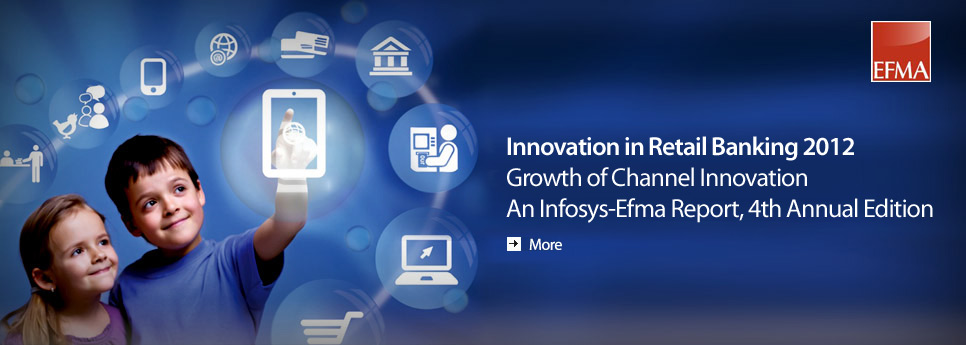 EFMA
Innovation in Retail Banking 2012
Growth of Channel Innovation
An Infosys-Efma Report, 4th Annual Edition
More